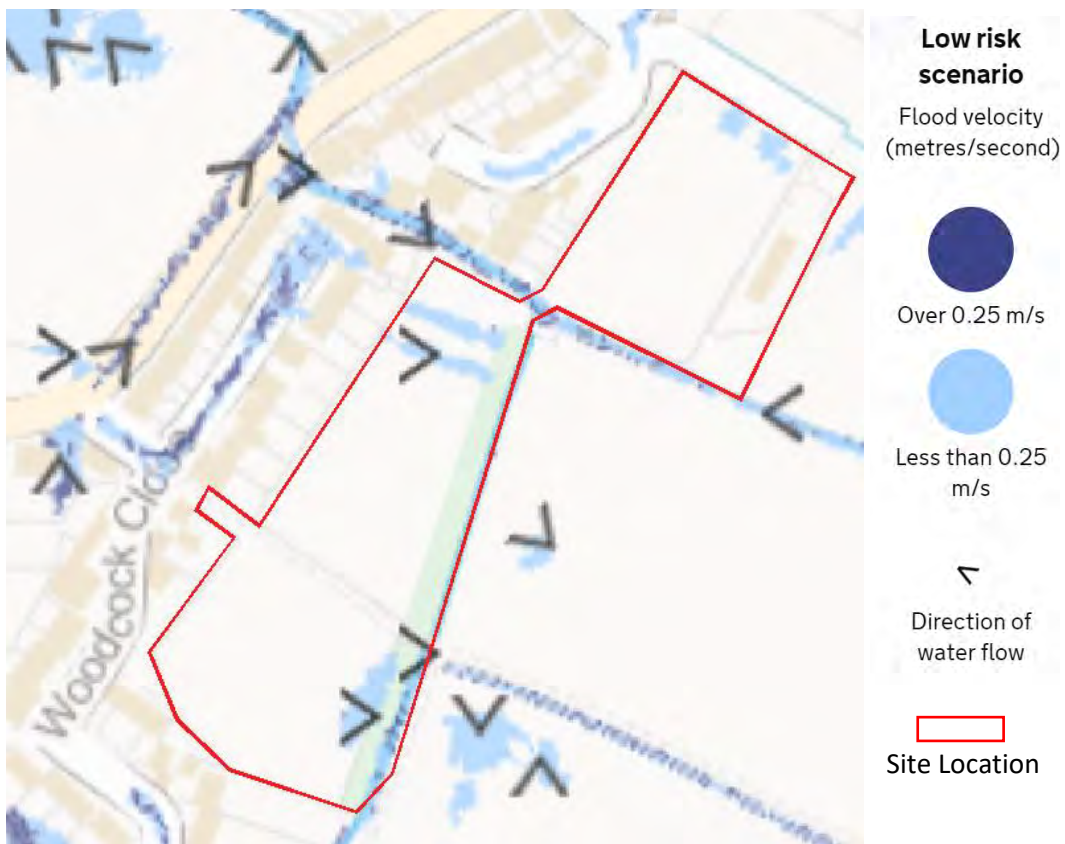 Low risk
scenario
Flood velocity
(metres/second)
Over 0.25 m/s
Less than 0.25
m/s
Direction of
water flow
Site Location
Woodcock Close